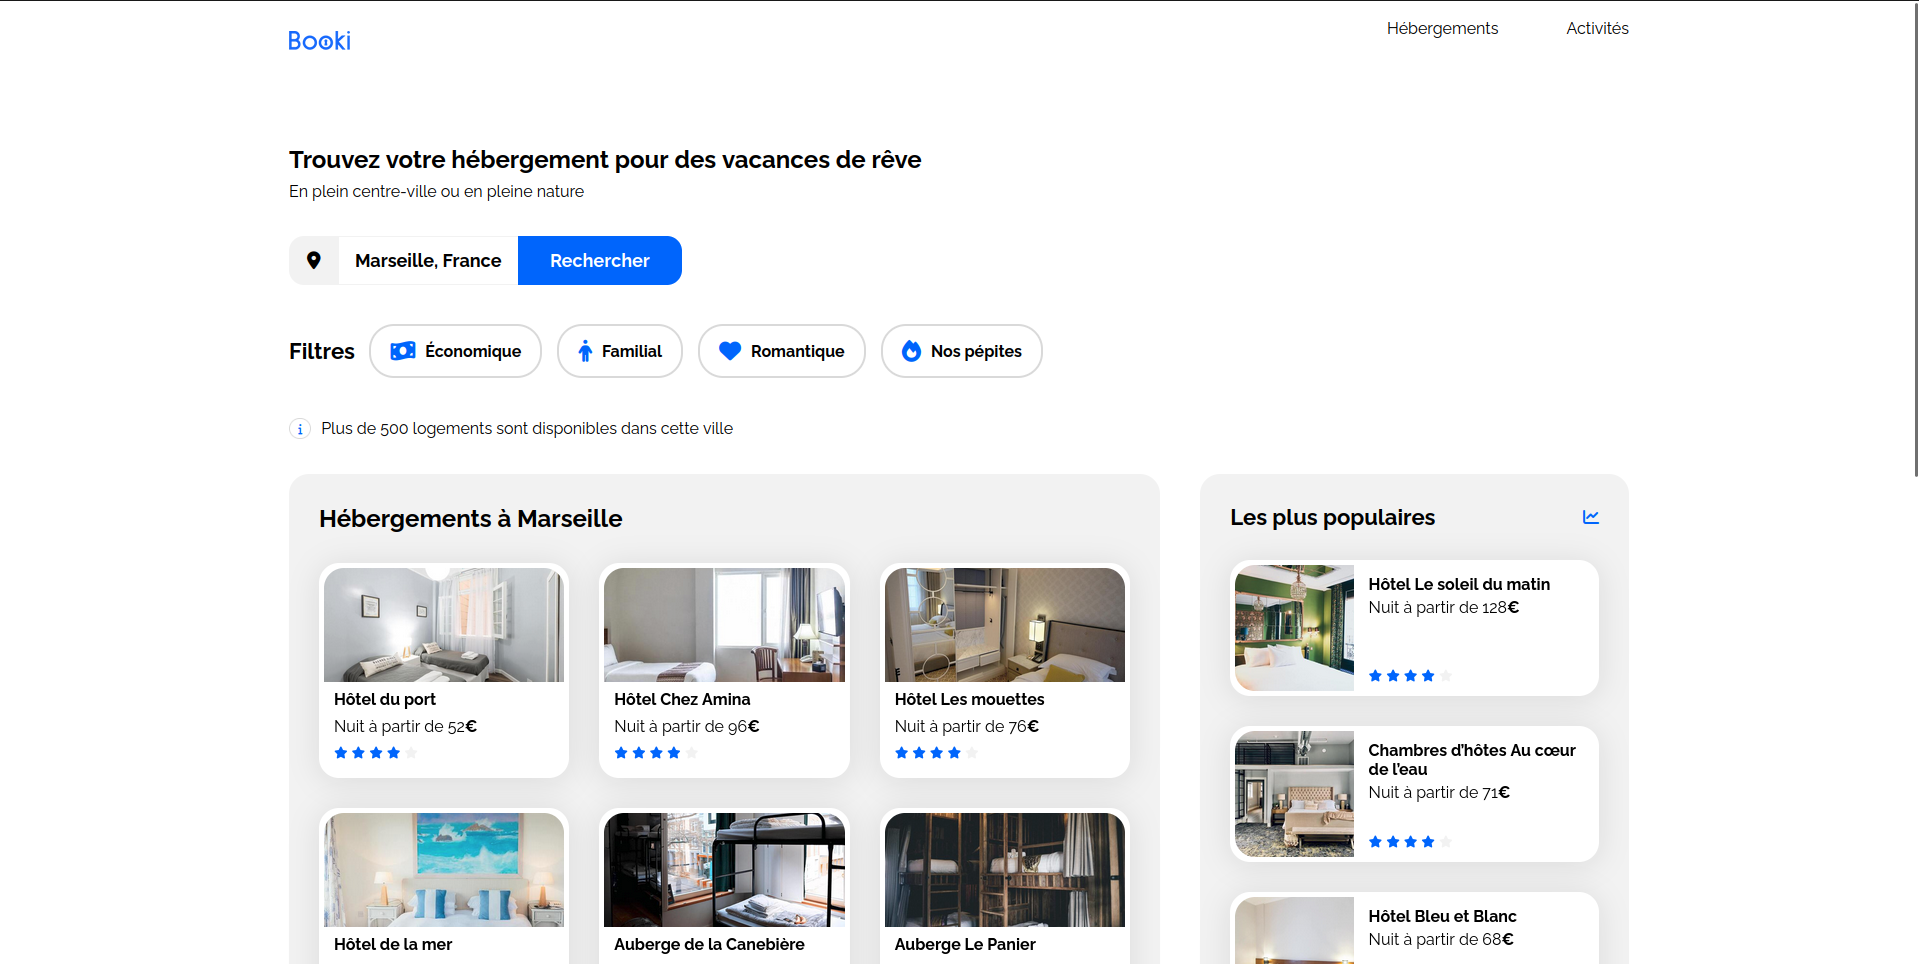 Booki
Hébergements
Activités
Trouvez votre hébergement pour des vacances de rêve
En plein centre-ville ou en pleine nature
Marseille, France
Rechercher
Filtres
Économique
Familial
Romantique
Nos pépites
Plus de 500 logements sont disponibles dans cette ville
Hébergements à Marseille
Hôtel du port
Nuit à partir de 52€
Hôtel Chez Amina
Nuit à partir de 96€
Hôtel Les mouettes
Nuit à partir de 76€
Hôtel de la mer
Auberge de la Canebière
Auberge Le Panier
Les plus populaires
Hôtel Le soleil du matin
Nuit à partir de 128€
Chambres d’hôtes Au cœur
de l’eau
Nuit à partir de 71€
Hôtel Bleu et Blanc
Nuit à partir de 68€